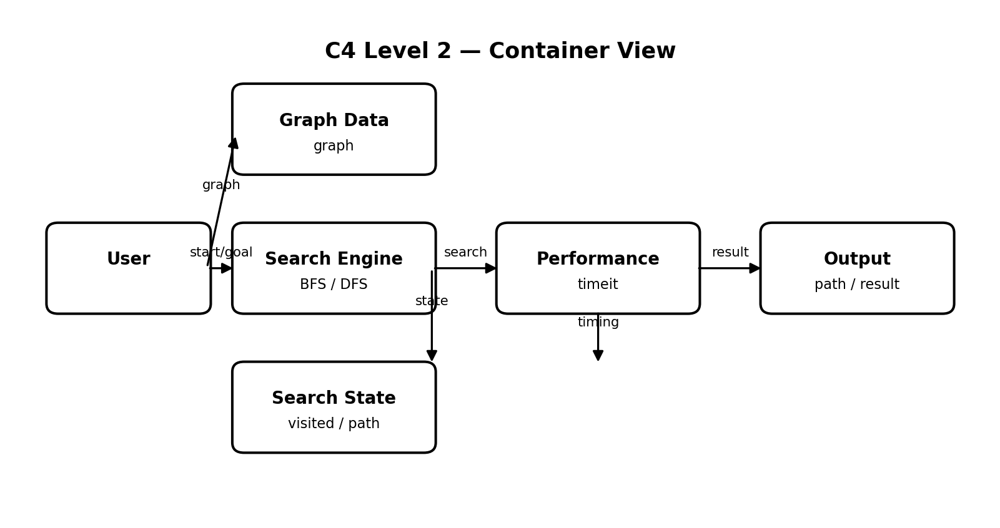 C4 Level 2 — Container View
Graph Data
graph
graph
User
start/goal
Search Engine
BFS / DFS
state
search
Performance
timeit
timing
result
Output
path / result
Search State
visited / path